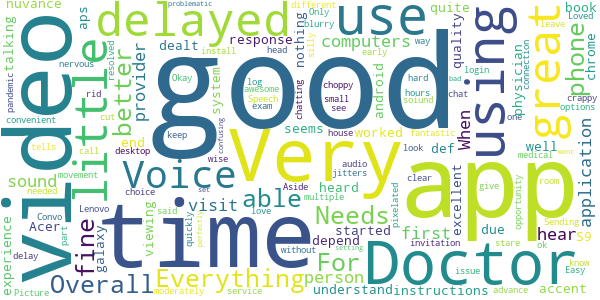 nuvance
delayed
use
quite
problematic
different
Only
blurry
Loved
book
aps
talking
dealt
response
computers
nothing
install
silly
early
Leave
way
video
little
better
provider
good
head
android
quality
When
using
great
phone
chrome
physician
connection
resolved
nervous
Okay
log
awesome
Speech
exam
choppy
small
see
hard
hours
soiund
login
bad
chat
one
crappy
options
pandemic
rid
system
chatting
convenient
cut
Very
seems
tells
call
end
keep
confusing
house
worked
fantastic
application
sound
movement
desktop
wise
Voice
able
heard
audio
jitters
def
look
well
medical
app
needed
choice
set
Aside
multiple
clear
excellent
give
room
went
experience
Lenovo
said
quickly
perfectly
love
visit
Needs
started
first
due
hear
S9
opportunity
Convo
Acer
fine
galaxy
viewing
time
without
For
depend
pixelated
invitation
Doctor
Sending
stare
ok
accent
delay
part
Everything
person
issue
know
Picture
Overall
moderately
service
understand
instructions
setting
advance
Easy